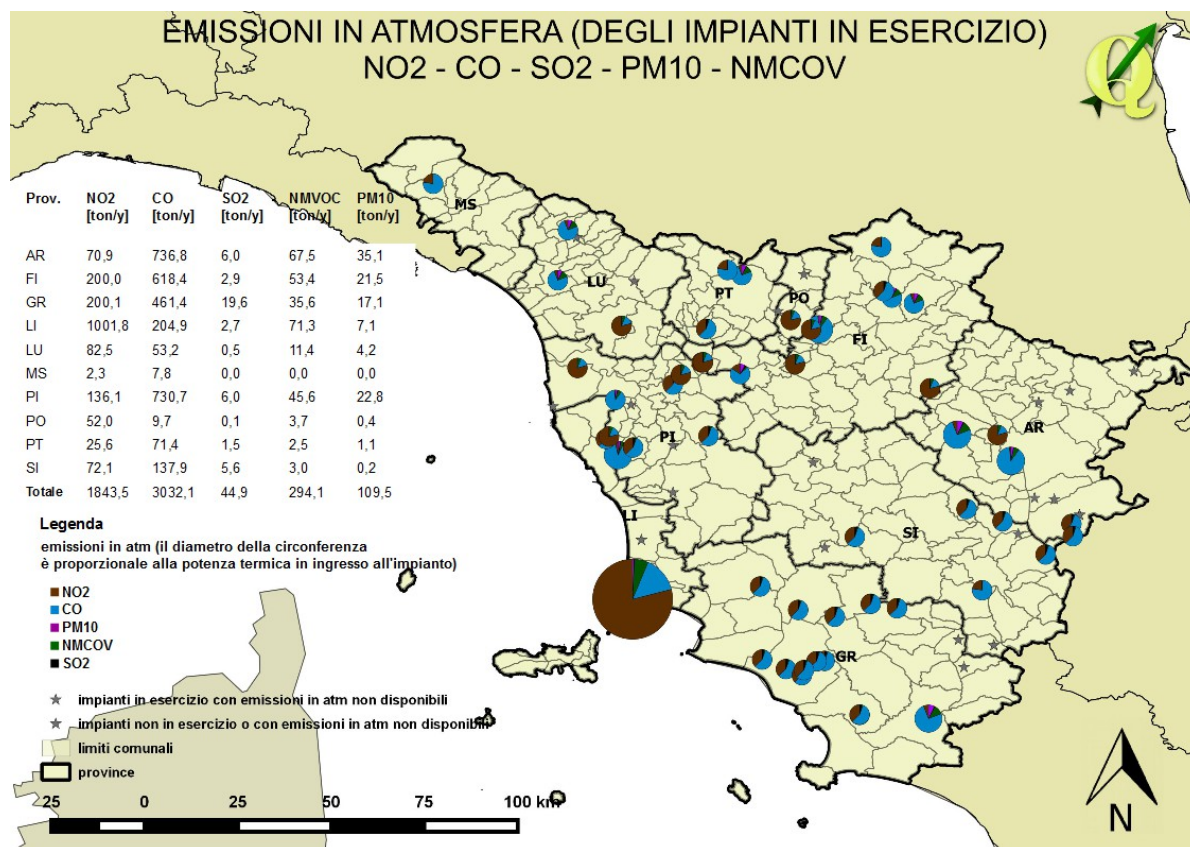 EMISSIONI IN ATMOSFERA (DEGLI IMPIANTI IN ESERCIZIO)
NO2 - CO - SO2 - PM10 - NMCOV
Q
Prov. NO2 CO SO2 NMVOC PM10
[ton/y] [ton/y] [ton/y] [ton/y] [ton/y]
AR 70,9 736,8 6,0 67,5 35,1
FI 200,0 618,4 2,9 53,4 21,5
GR 200,1 461,4 19,6 35,6 17,1
LI 1001,8 204,9 2,7 71,3 7,1
LU 82,5 53,2 0,5 11,4 4,2
MS 2,3 7,8 0,0 0,0 0,0
PI 136,1 730,7 6,0 45,6 22,8
PO 52,0 9,7 0,1 3,7 0,4
PT 25,6 71,4 1,5 2,5 1,1
SI 72,1 137,9 5,6 3,0 0,2
Totale 1843,5 3032,1 44,9 294,1 109,5
MS
LU
PT
PO
FI
AR
PI
LI
SI
GR
Legenda
emissioni in atm (il diametro della circonferenza
è proporzionale alla potenza termica in ingresso all'impianto)
NO2
CO
PM10
NMCOV
SO2
impianti in esercizio con emissioni in atm non disponibili
impianti non in esercizio o con emissioni in atm non disponibili
limiti comunali
province
25 0 25 50 75 100 km
N